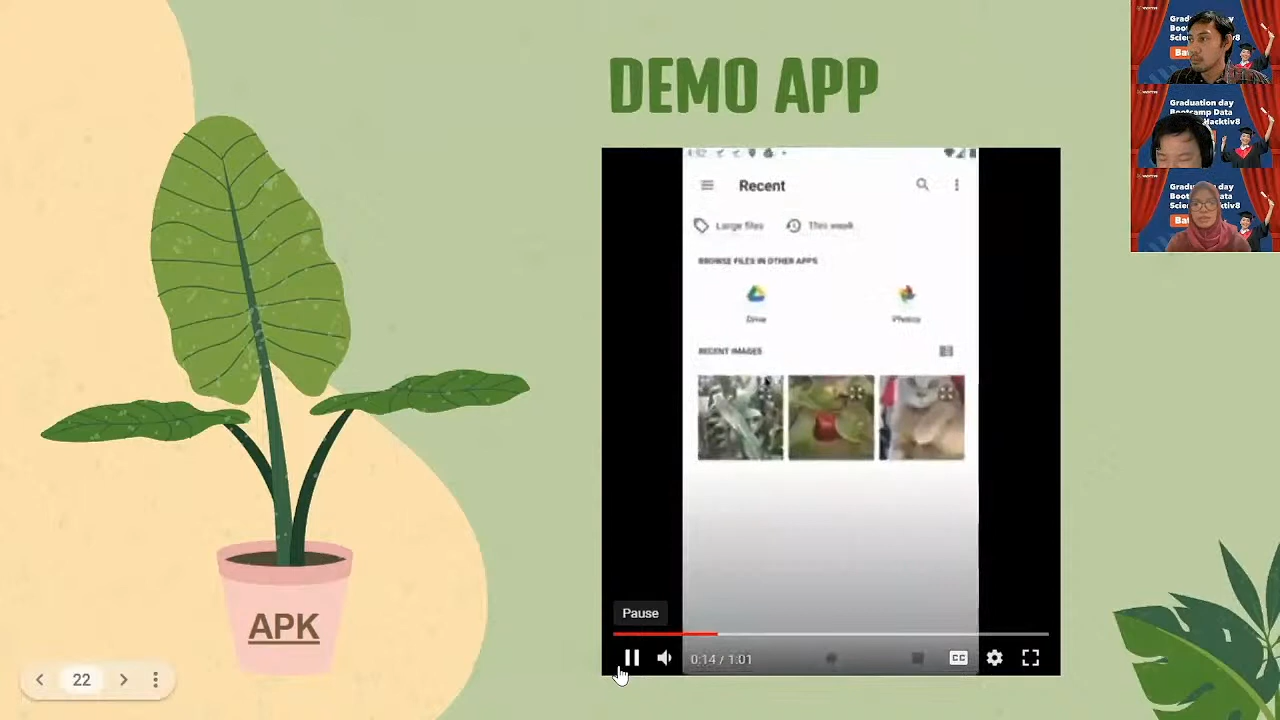 DEMO APP
Recent
Large files
This week
BROWSE FILES IN OTHER APPS
Drive
Photos
RECENT IMAGES
Pause
0:14 / 1:01
CC
APK
22
Graduation day
Bootcamp Data
Hacktiv8